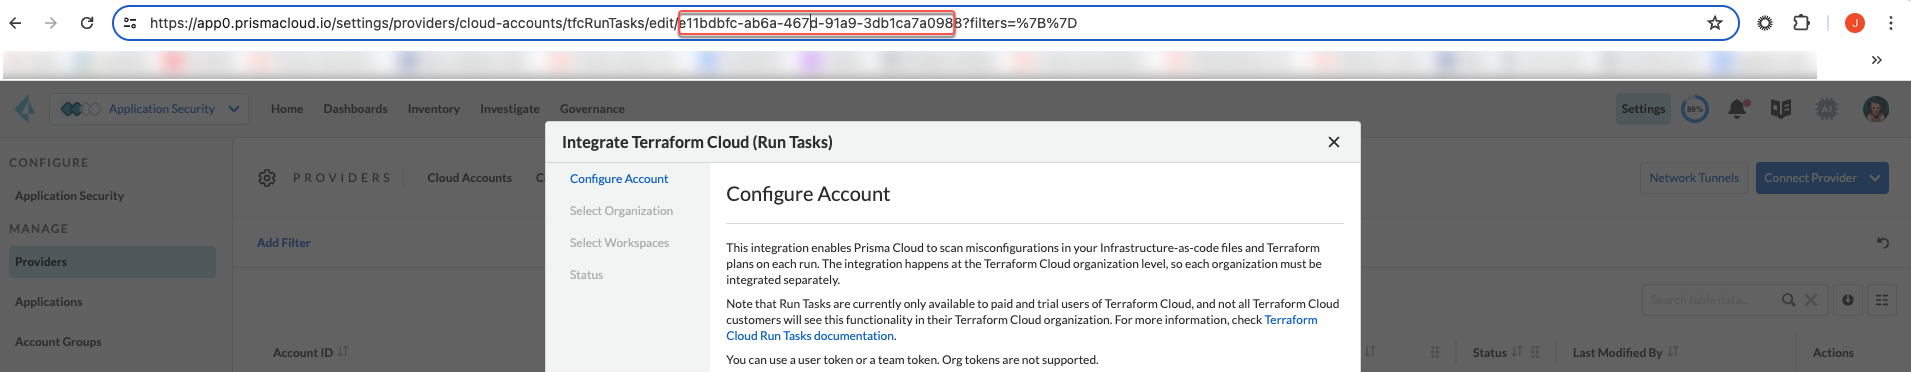 https://app0.prismacloud.io/settings/providers/cloud-accounts/tfcRunTasks/edit/e11bdbfc-ab6a-467d-91a9-3db1ca7a0988?filters=%7B%7D
J
Application Security
Home
Dashboards
Inventory
Investigate
Governance
Settings
86%
AI
Integrate Terraform Cloud (Run Tasks)
CONFIGURE
Application Security
MANAGE
Providers
Applications
Account Groups
PROVIDERS
Cloud Accounts
Network Tunnels
Connect Provider
Add Filter
Configure Account
Select Organization
Select Workspaces
Status
Configure Account
This integration enables Prisma Cloud to scan misconfigurations in your Infrastructure-as-code files and Terraform
plans on each run. The integration happens at the Terraform Cloud organization level, so each organization must be
integrated separately.
Note that Run Tasks are currently only available to paid and trial users of Terraform Cloud, and not all Terraform Cloud
customers will see this functionality in their Terraform Cloud organization. For more information, check Terraform
Cloud Run Tasks documentation.
You can use a user token or a team token. Org tokens are not supported.
Search table data...
Account ID
Status
Last Modified By
Actions